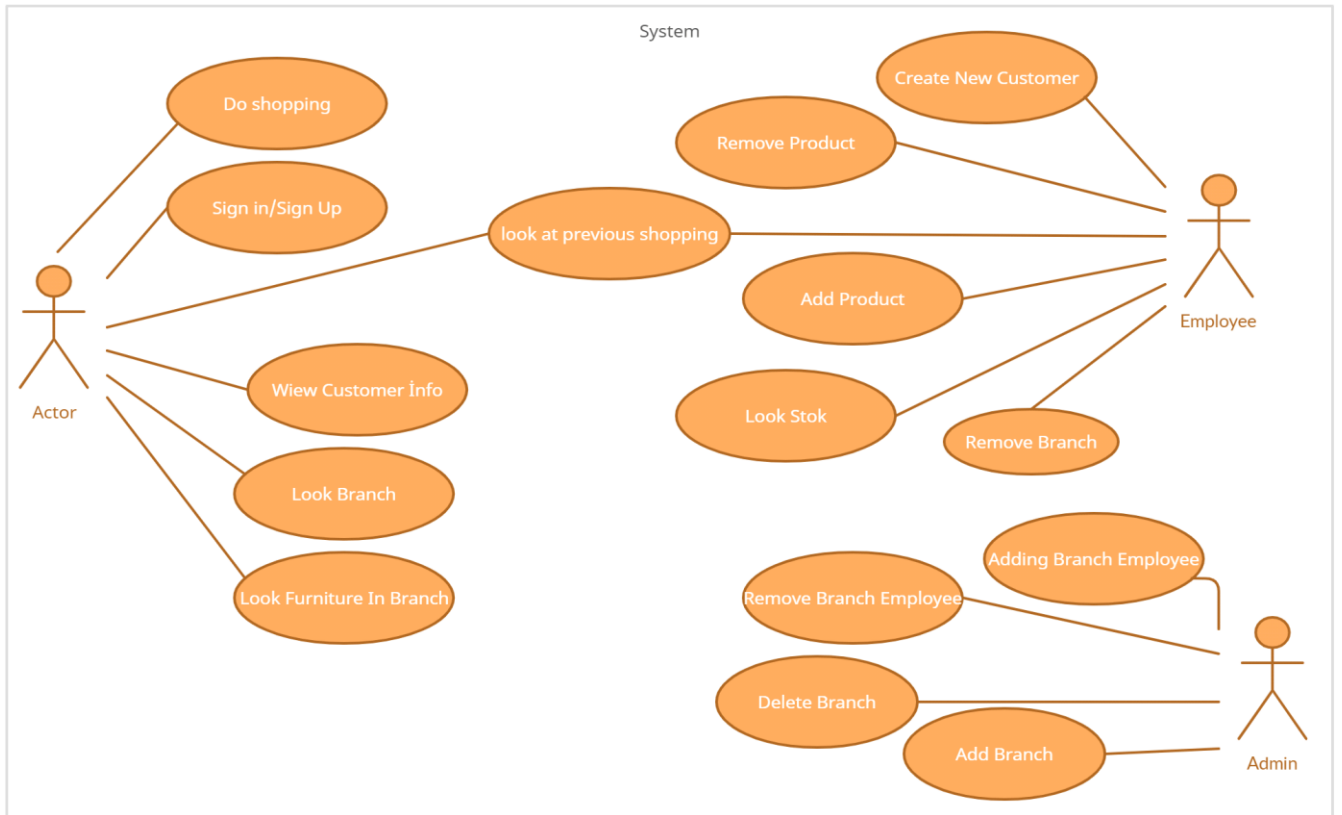 System
Do shopping
Create New Customer
Remove Product
Sign in/Sign Up
look at previous shopping
Add Product
Employee
Wiew Customer İnfo
Actor
Look Stok
Remove Branch
Look Branch
Adding Branch Employee
Look Furniture In Branch
Remove Branch Employee
Delete Branch
Add Branch
Admin